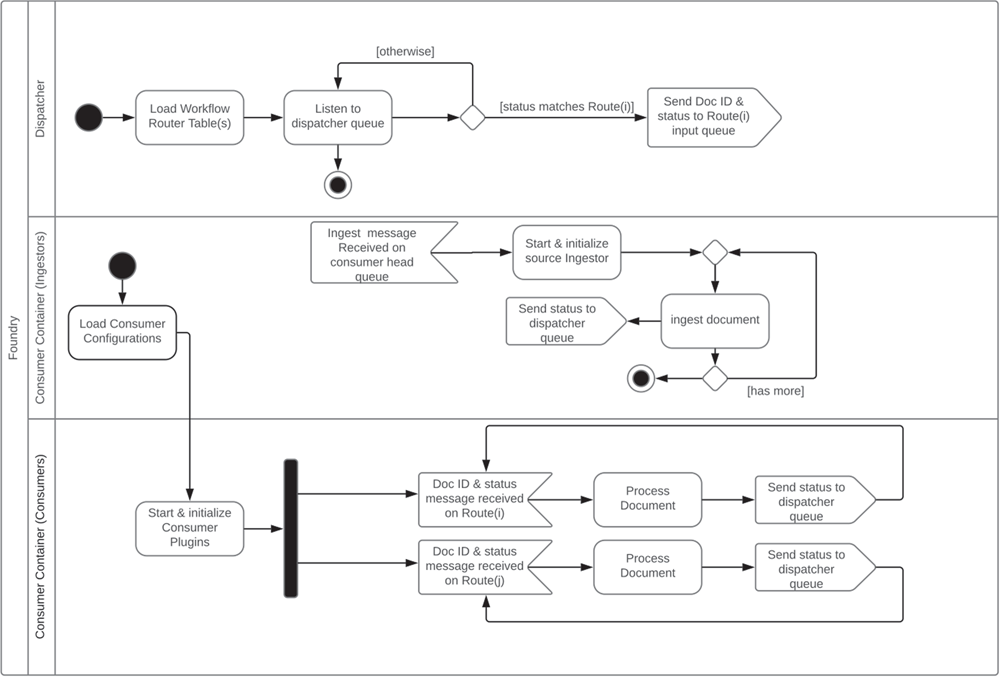 Foundry
Dispatcher
[otherwise]
Load Workflow
Router Table(s)
Listen to
dispatcher queue
[status matches Route(i)]
Send Doc ID &
status to Route(i)
input queue
Consumer Container (Ingestors)
Ingest message
Received on
consumer head
queue
Start & initialize
source Ingestor
Load Consumer
Configurations
Send status to
dispatcher
queue
ingest document
[has more]
Consumer Container (Consumers)
Start & initialize
Consumer
Plugins
Doc ID & status
message received
on Route(i)
Process
Document
Send status to
dispatcher
queue
Doc ID & status
message received
on Route(j)
Process
Document
Send status to
dispatcher
queue